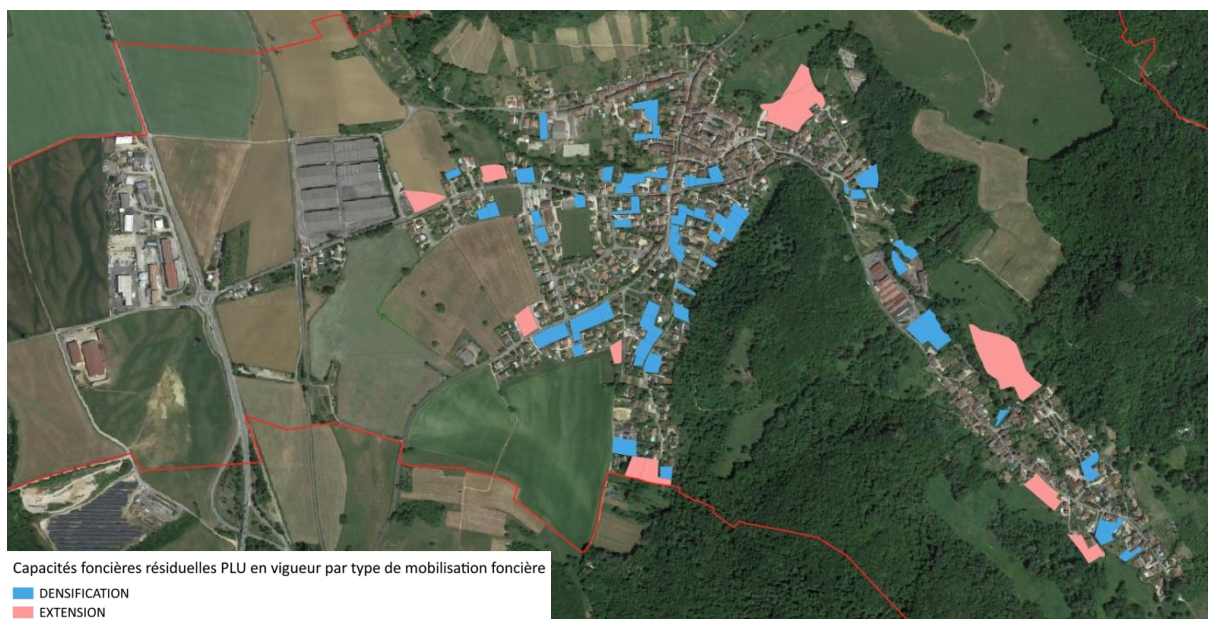 Capacités foncières résiduelles PLU en vigueur par type de mobilisation foncière
DENSIFICATION
EXTENSION